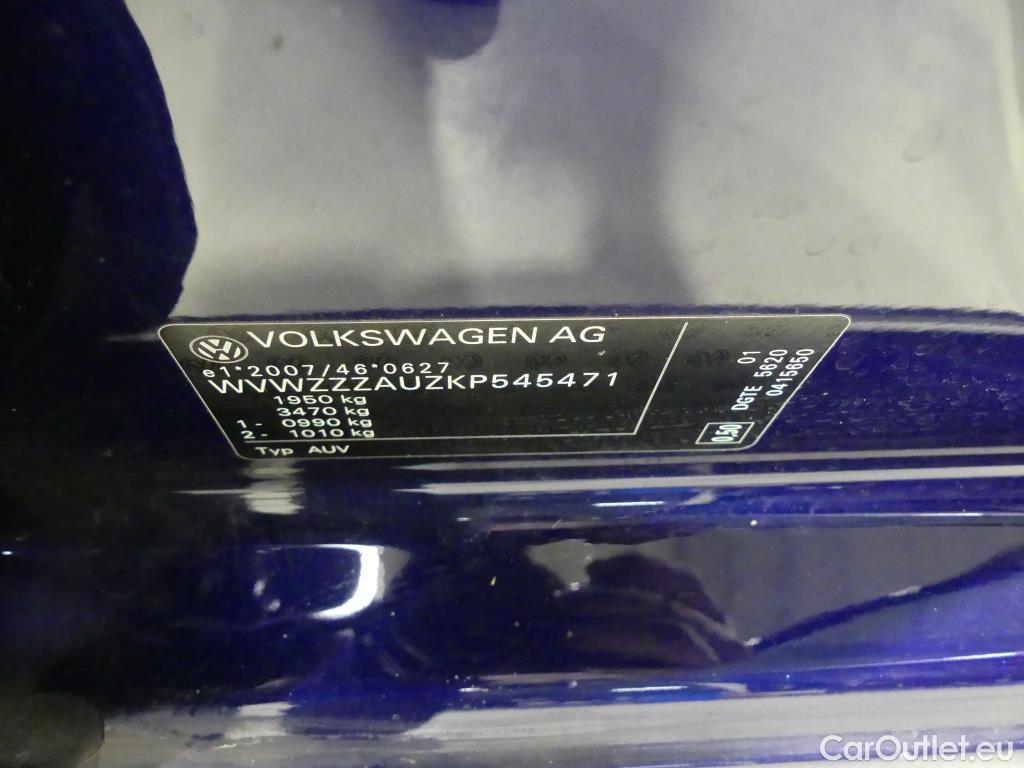 VOLKSWAGEN AG
e1*2007/46*0627
WVWZZZAUZKP545471
1950 kg
3470 kg
1 - 0990 kg
2 - 1010 kg
Typ AUV
01
DGTE 5620
0415650
0.50
CarOutlet.eu